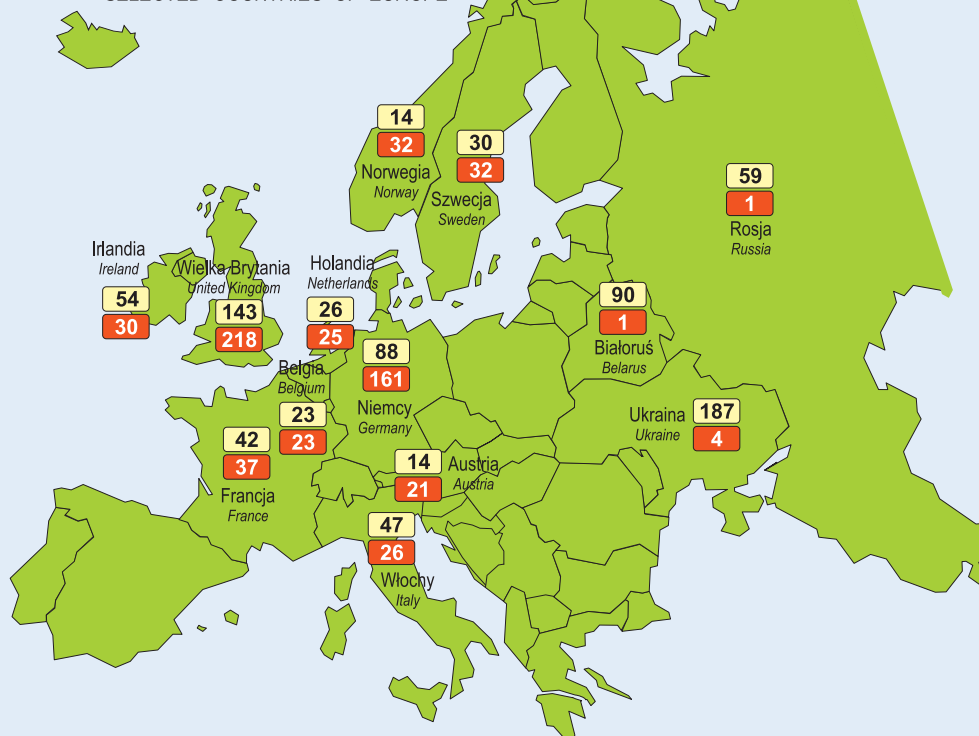 14
32
Norwegia
Norway
30
32
Szwecja
Sweden
59
1
Rosja
Russia
Irlandia
Ireland
54
30
Wielka Brytania
United Kingdom
143
218
Holandia
Netherlands
26
25
90
1
Białoruś
Belarus
88
161
Niemcy
Germany
Belgia
Belgium
23
23
42
37
Francja
France
Ukraina
Ukraine
187
4
14
21
Austria
Austria
47
26
Włochy
Italy